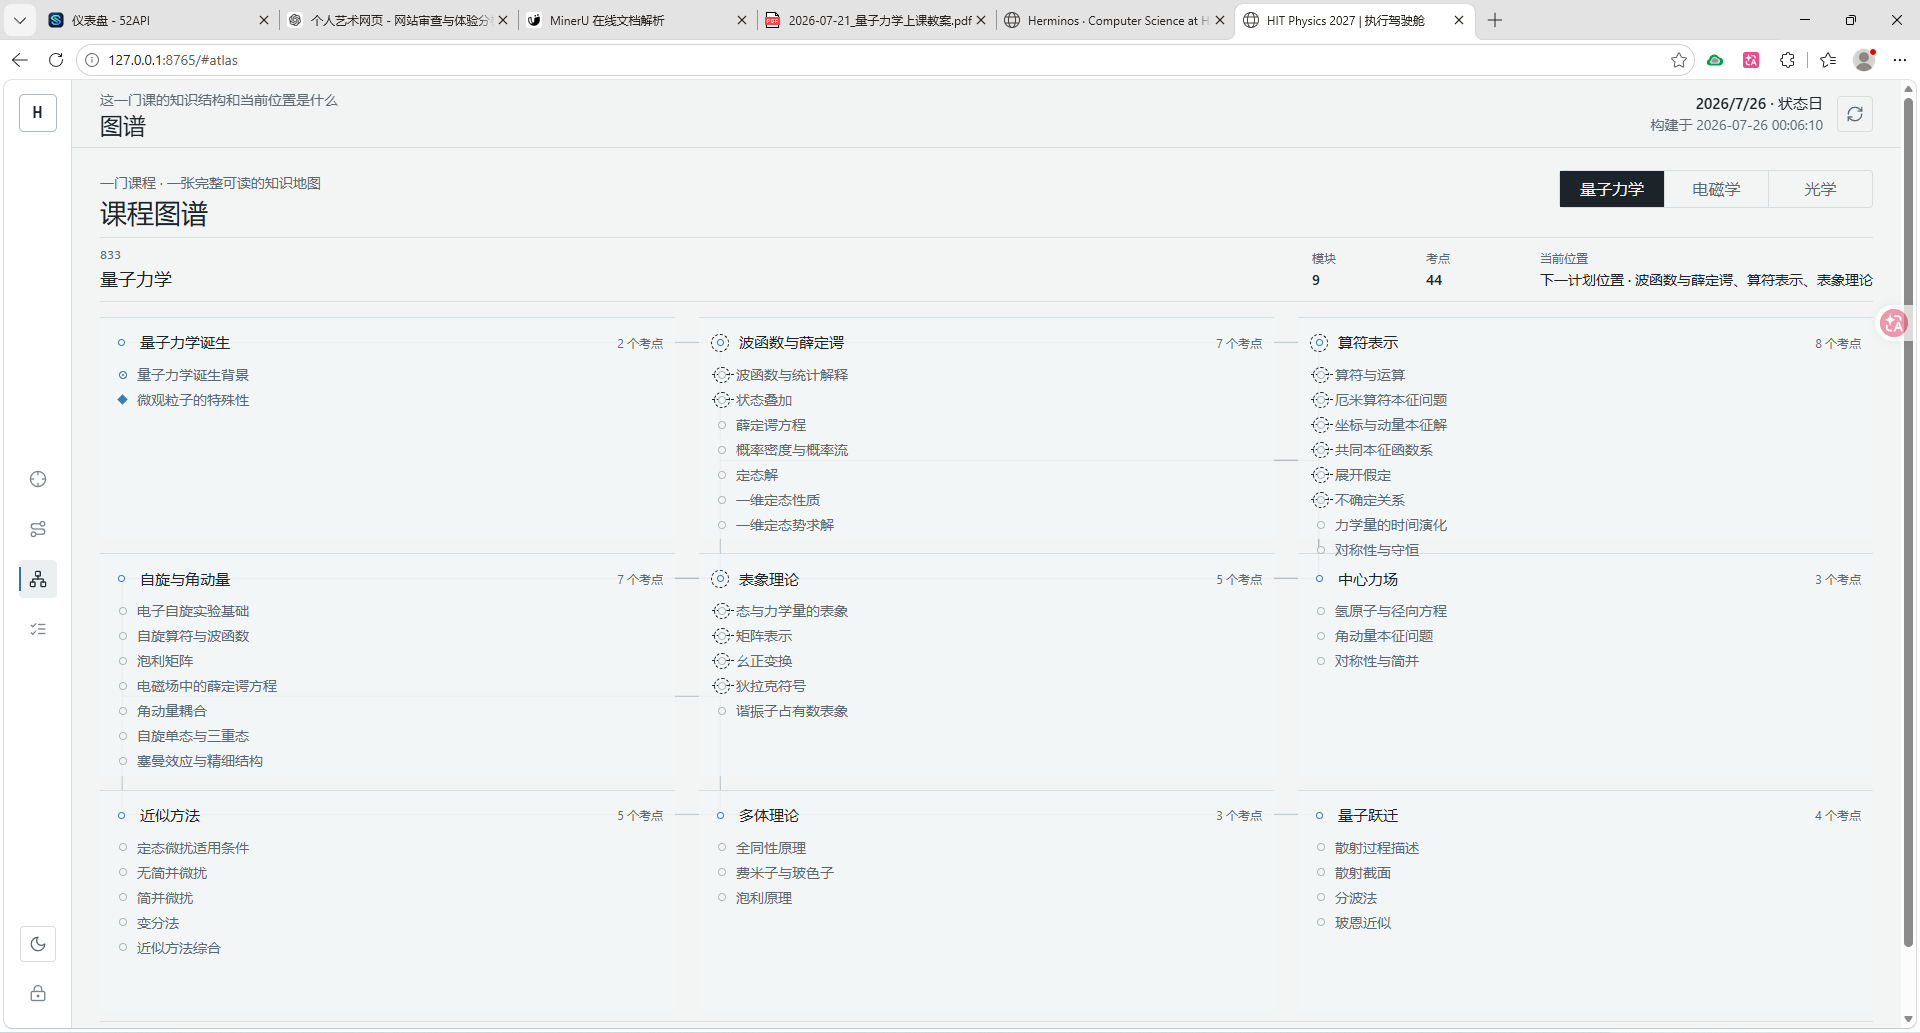 仪表盘 - 52API
个人艺术网页 - 网站审查与体验分
MinerU 在线文档解析
2026-07-21_量子力学上课教案.pdf
Herminos · Computer Science at H
HIT Physics 2027 | 执行驾驶舱
127.0.0.1:8765/#atlas
H
这一门课的知识结构和当前位置是什么
图谱
2026/7/26 · 状态日
构建于 2026-07-26 00:06:10
一门课程 · 一张完整可读的知识地图
课程图谱
量子力学
电磁学
光学
833
量子力学
模块
9
考点
44
当前位置
下一计划位置 · 波函数与薛定谔、算符表示、表象理论
量子力学诞生
2 个考点
量子力学诞生背景
微观粒子的特殊性
波函数与薛定谔
7 个考点
波函数与统计解释
状态叠加
薛定谔方程
概率密度与概率流
定态解
一维定态性质
一维定态势求解
算符表示
8 个考点
算符与运算
厄米算符本征问题
坐标与动量本征解
共同本征函数系
展开假定
不确定关系
力学量的时间演化
对称性与守恒
自旋与角动量
7 个考点
电子自旋实验基础
自旋算符与波函数
泡利矩阵
电磁场中的薛定谔方程
角动量耦合
自旋单态与三重态
塞曼效应与精细结构
表象理论
5 个考点
态与力学量的表象
矩阵表示
幺正变换
狄拉克符号
谐振子占有数表象
中心力场
3 个考点
氢原子与径向方程
角动量本征问题
对称性与简并
近似方法
5 个考点
定态微扰适用条件
无简并微扰
简并微扰
变分法
近似方法综合
多体理论
3 个考点
全同性原理
费米子与玻色子
泡利原理
量子跃迁
4 个考点
散射过程描述
散射截面
分波法
玻恩近似